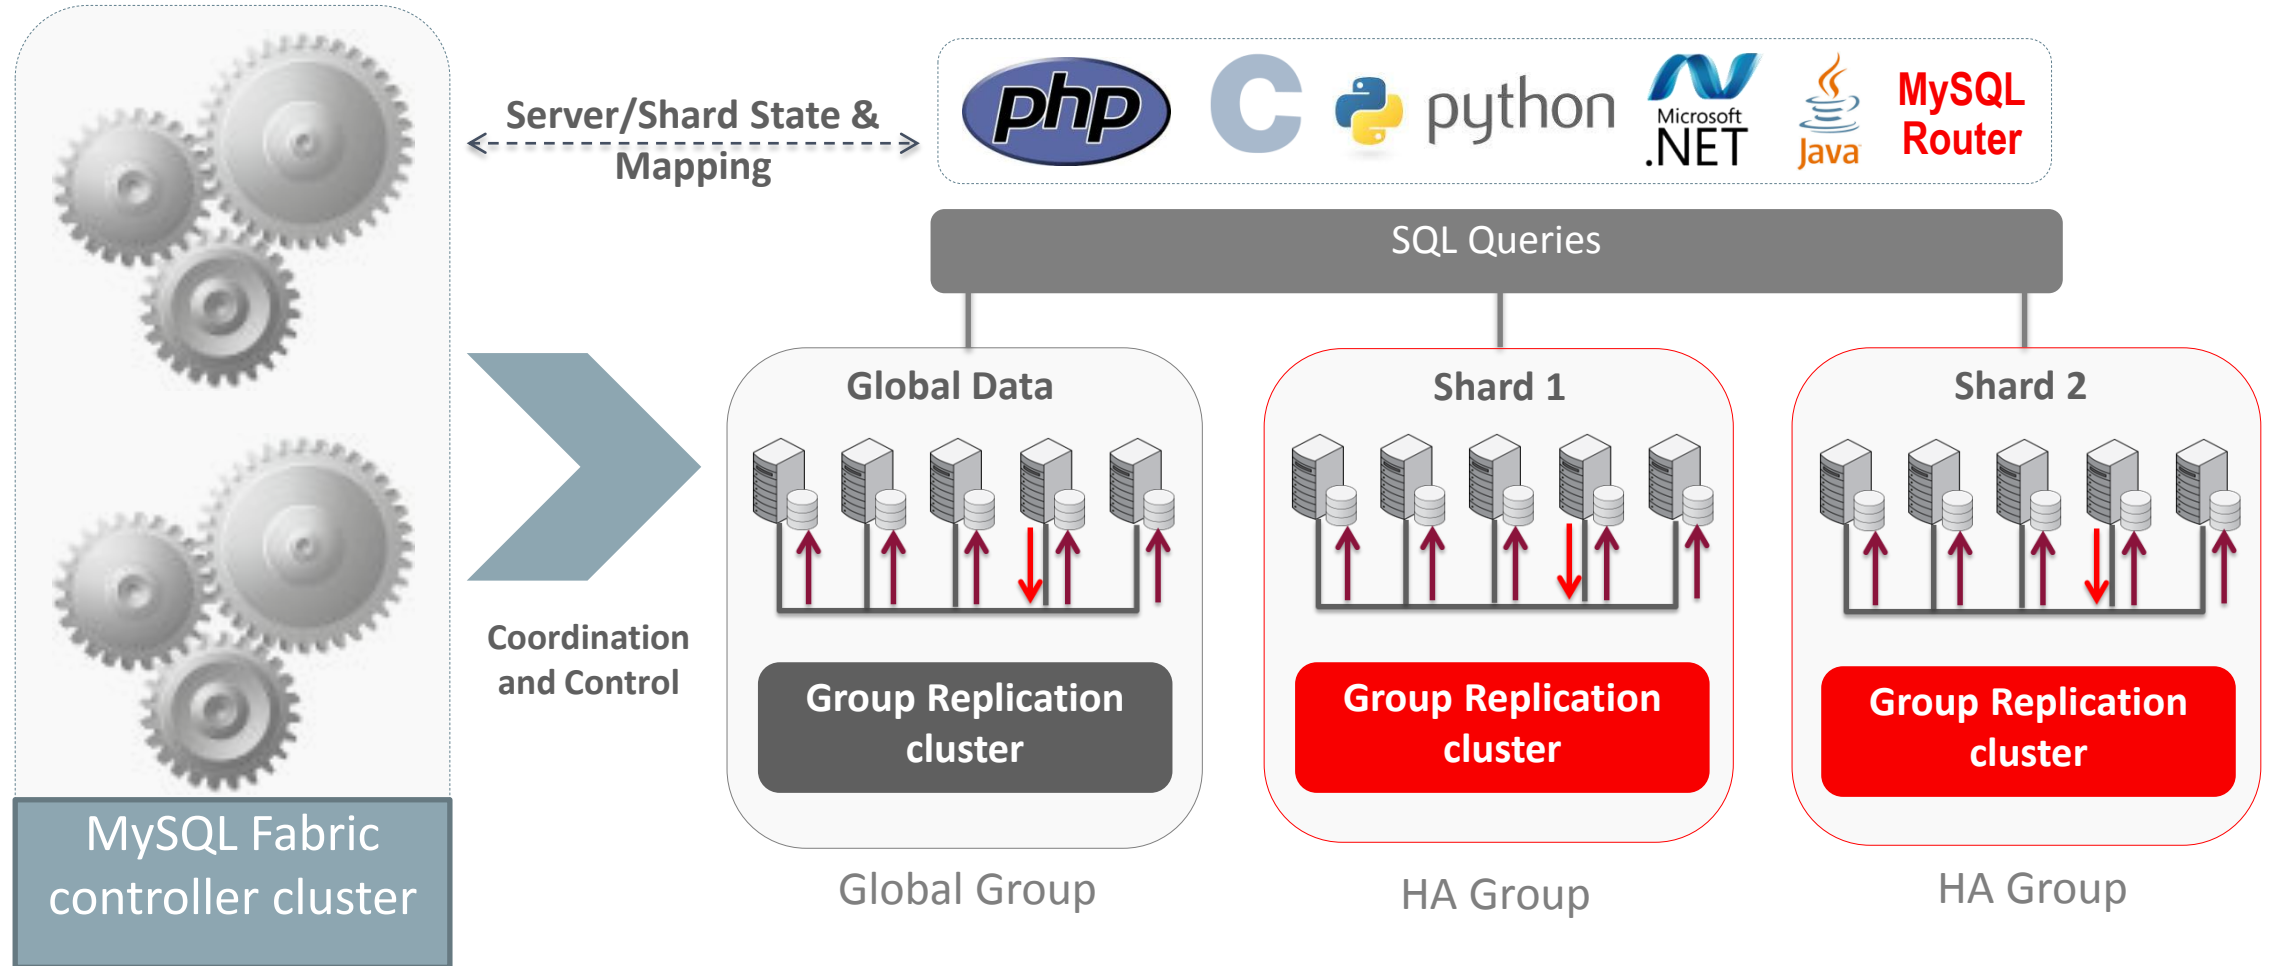 Server/Shard State &
Mapping
php
C
python
Microsoft
.NET
Java
MySQL
Router
SQL Queries
Global Data
Shard 1
Shard 2
Coordination
and Control
Group Replication
cluster
Group Replication
cluster
Group Replication
cluster
MySQL Fabric
controller cluster
Global Group
HA Group
HA Group